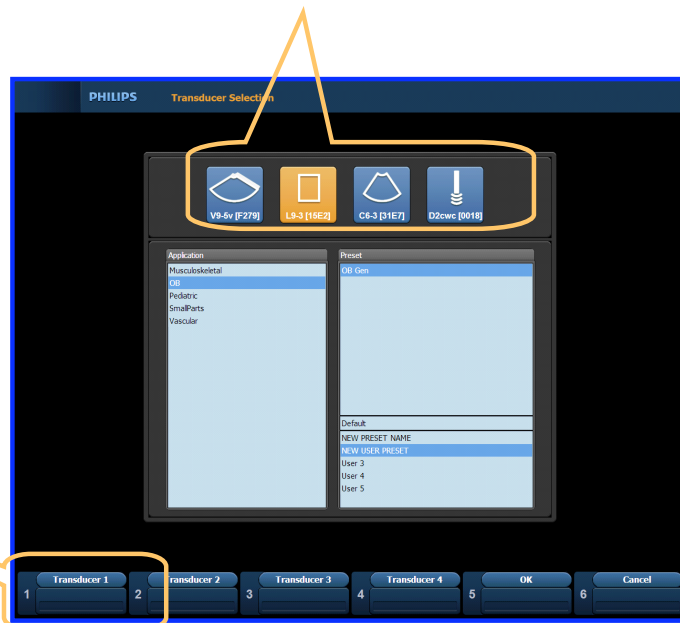 PHILIPS Transducer Selection
V9-5v [F279] L9-3 [15E2] C6-3 [31E7] D2cwc [0018]
Application
Musculoskeletal
OB
Pediatric
SmallParts
Vascular
Preset
OB Gen
Default
NEW PRESET NAME
NEW USER PRESET
User 3
User 4
User 5
1 Transducer 1
2 Transducer 2
3 Transducer 3
4 Transducer 4
5 OK
6 Cancel